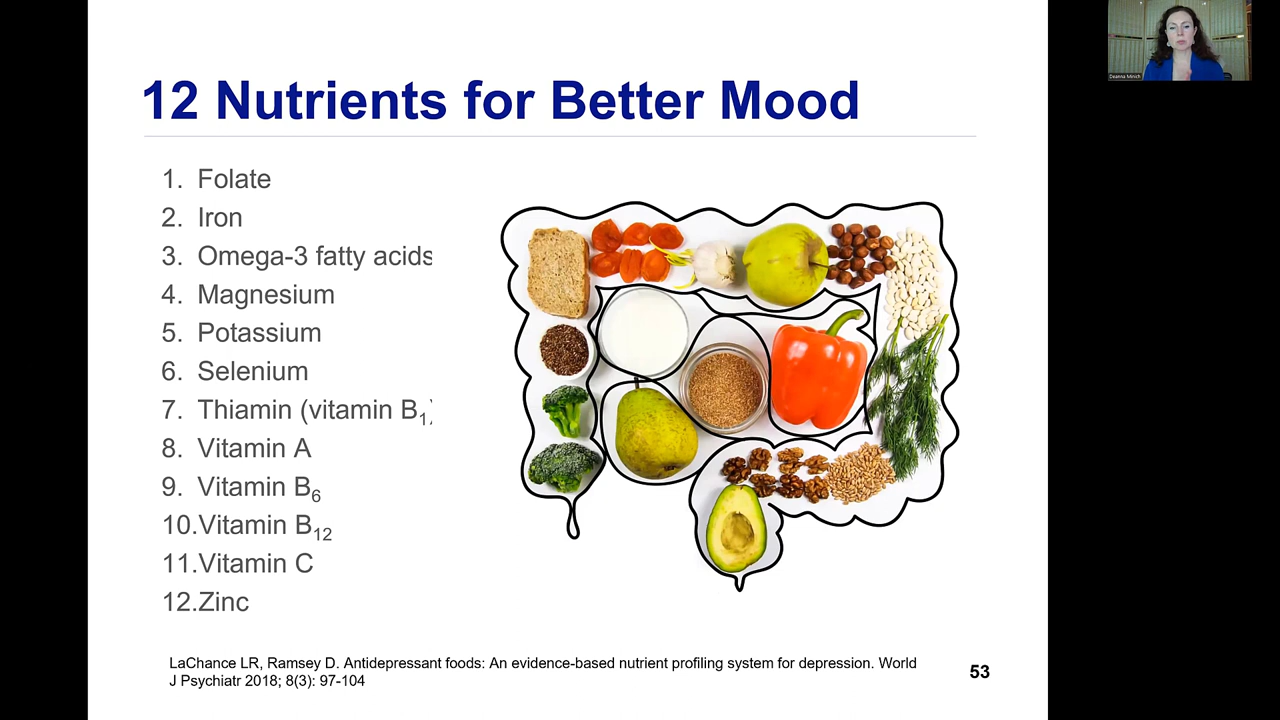 12 Nutrients for Better Mood
1. Folate
2. Iron
3. Omega-3 fatty acids
4. Magnesium
5. Potassium
6. Selenium
7. Thiamin (vitamin B₁)
8. Vitamin A
9. Vitamin B₆
10.Vitamin B₁₂
11.Vitamin C
12.Zinc
LaChance LR, Ramsey D. Antidepressant foods: An evidence-based nutrient profiling system for depression. World
J Psychiatr 2018; 8(3): 97-104
53
Deanna Minich